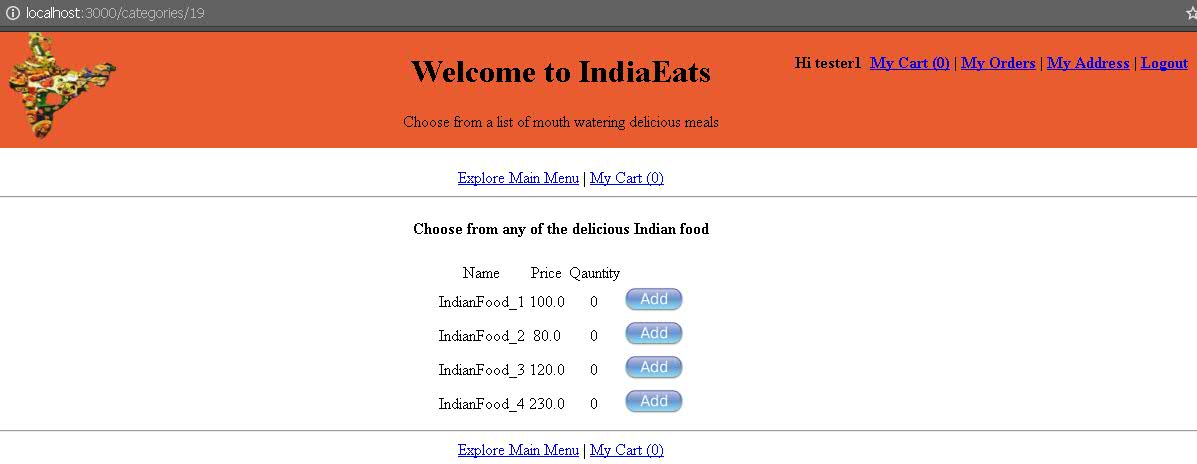 localhost:3000/categories/19
Welcome to IndiaEats
Hi tester1 My Cart (0) | My Orders | My Address | Logout
Choose from a list of mouth watering delicious meals
Explore Main Menu | My Cart (0)
Choose from any of the delicious Indian food
Name Price Qauntity
IndianFood_1 100.0 0 Add
IndianFood_2 80.0 0 Add
IndianFood_3 120.0 0 Add
IndianFood_4 230.0 0 Add
Explore Main Menu | My Cart (0)